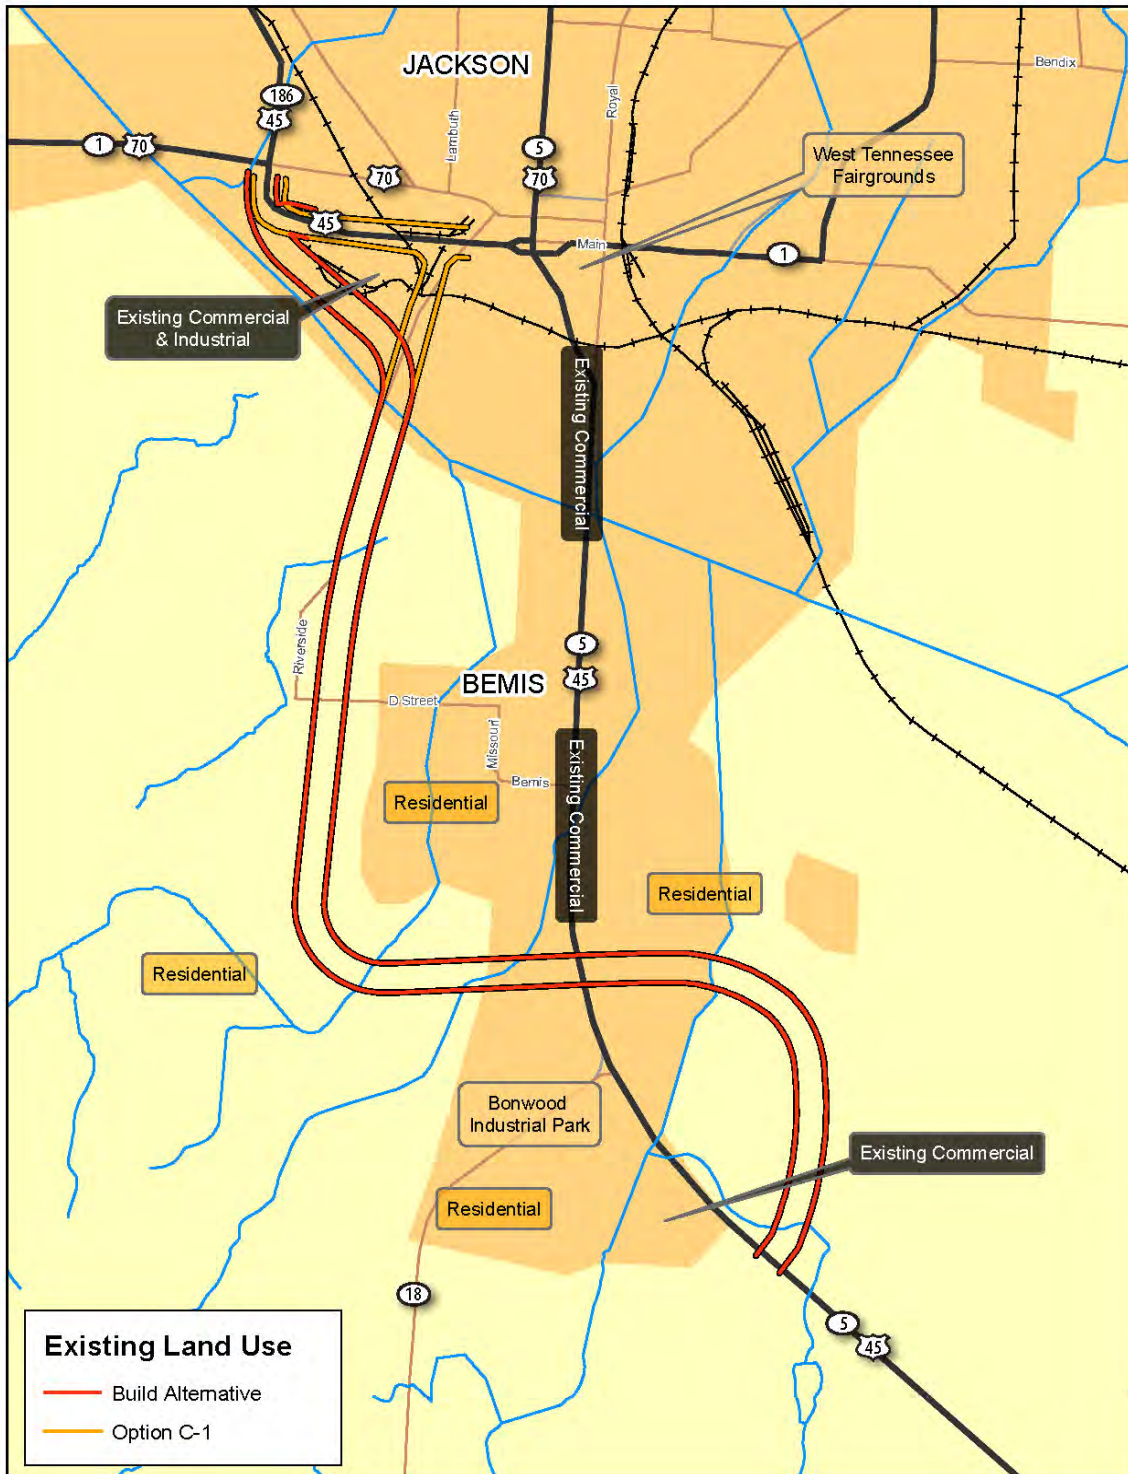 JACKSON
Bendix
186
45
Lambuth
Royal
1
70
5
70
70
West Tennessee
Fairgrounds
45
Main
1
Existing Commercial
& Industrial
Existing Commercial
Riverside
5
45
BEMIS
D Street
Missouri
Bemis
Existing Commercial
Residential
Residential
Residential
Bonwood
Industrial Park
Existing Commercial
Residential
18
5
45
Existing Land Use
Build Alternative
Option C-1